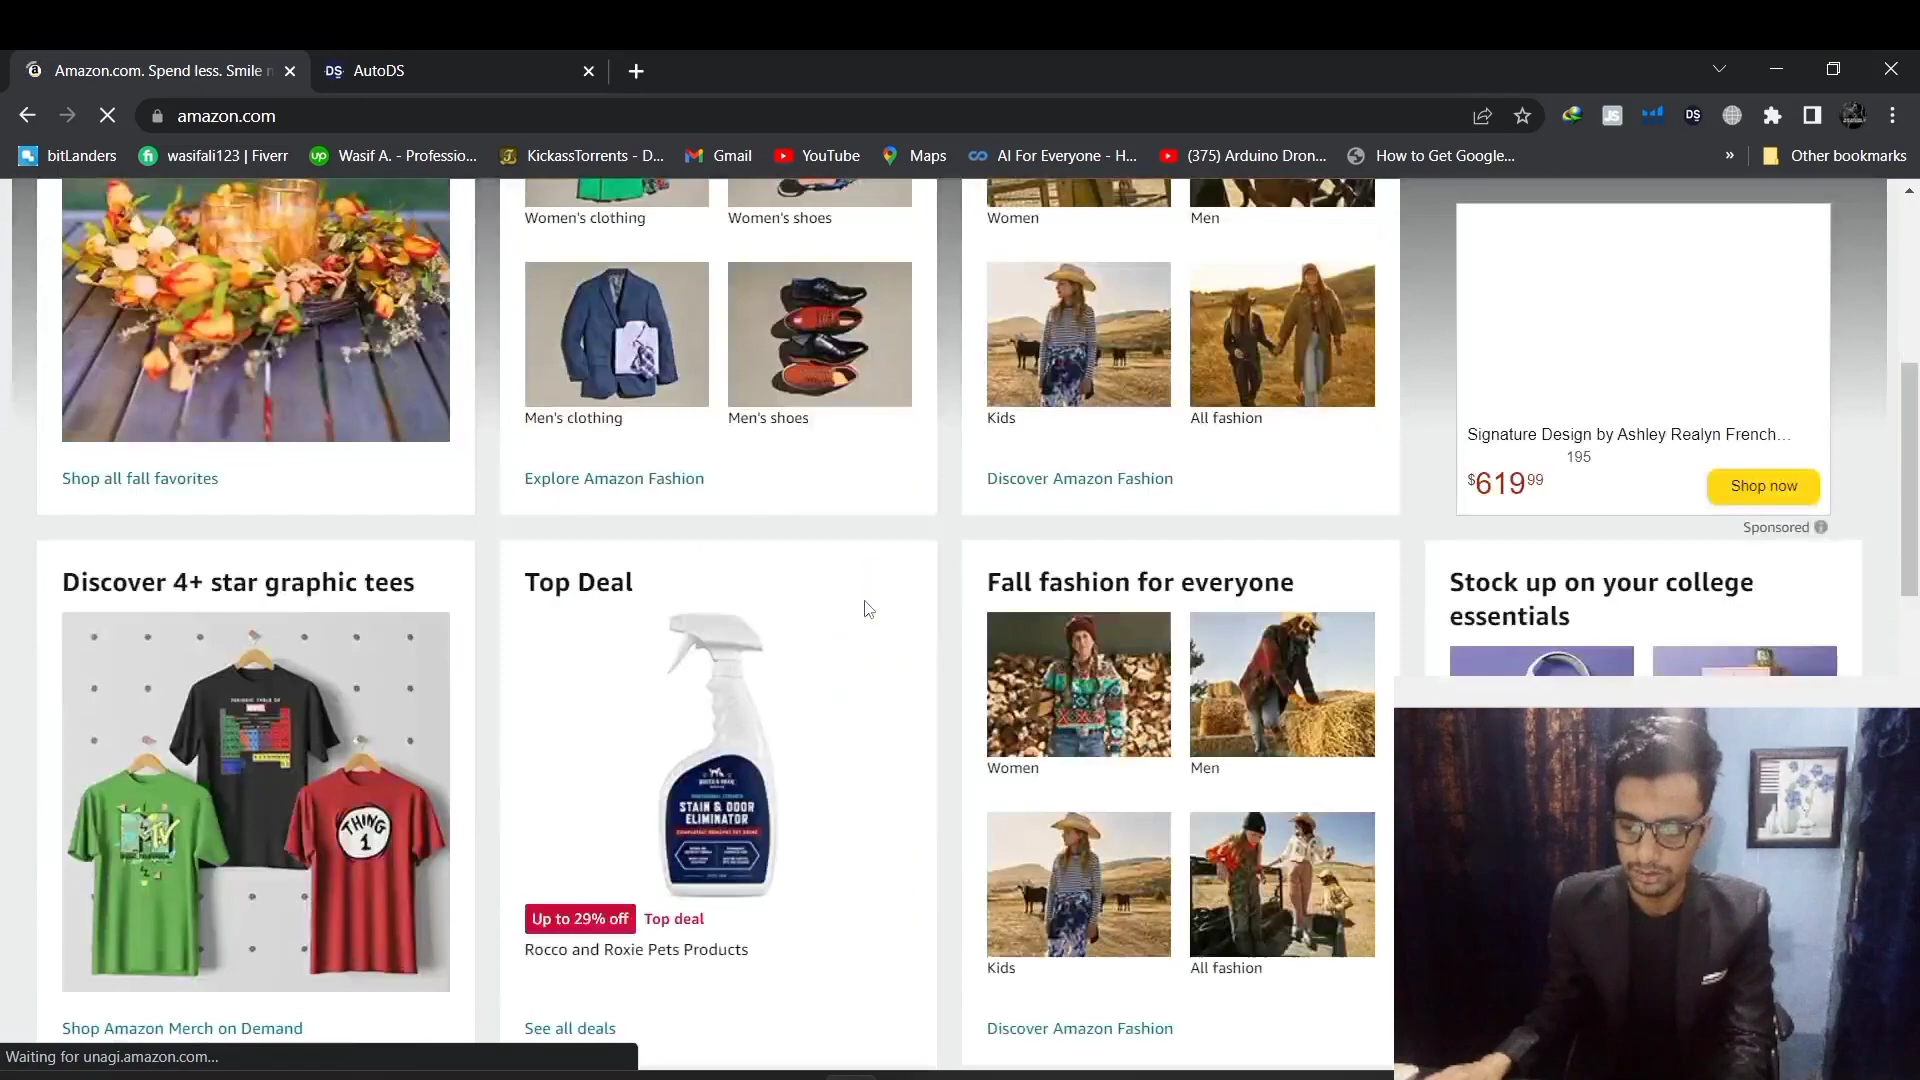 Amazon.com. Spend less. Smile
AutoDS
amazon.com
bitLanders
wasifali123 | Fiverr
Wasif A. - Professio...
KickassTorrents - D...
Gmail
YouTube
Maps
AI For Everyone - H...
(375) Arduino Dron...
How to Get Google...
»
Other bookmarks
Women's clothing
Women's shoes
Women
Men
Men's clothing
Men's shoes
Kids
All fashion
Signature Design by Ashley Realyn French...
195
$619.99
Shop now
Shop all fall favorites
Explore Amazon Fashion
Discover Amazon Fashion
Sponsored
Discover 4+ star graphic tees
PERIODIC TABLE OF
MARVEL
MTV
THING
1
Shop Amazon Merch on Demand
Top Deal
STAIN & ODOR
ELIMINATOR
Up to 29% off
Top deal
Rocco and Roxie Pets Products
See all deals
Fall fashion for everyone
Women
Men
Kids
All fashion
Discover Amazon Fashion
Stock up on your college
essentials
Waiting for unagi.amazon.com...